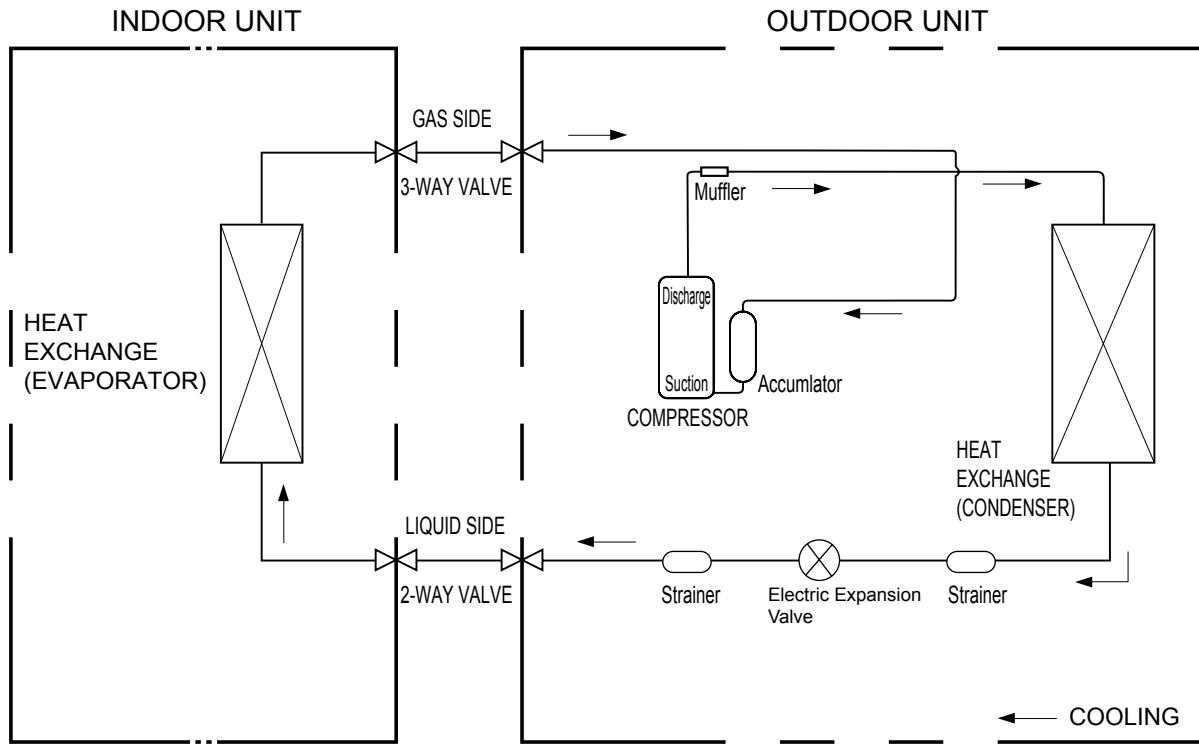 INDOOR UNIT
OUTDOOR UNIT
GAS SIDE
3-WAY VALVE
Muffler
HEAT
EXCHANGE
(EVAPORATOR)
Discharge
Suction
Accumlator
COMPRESSOR
HEAT
EXCHANGE
(CONDENSER)
LIQUID SIDE
2-WAY VALVE
Strainer
Electric Expansion
Valve
Strainer
COOLING